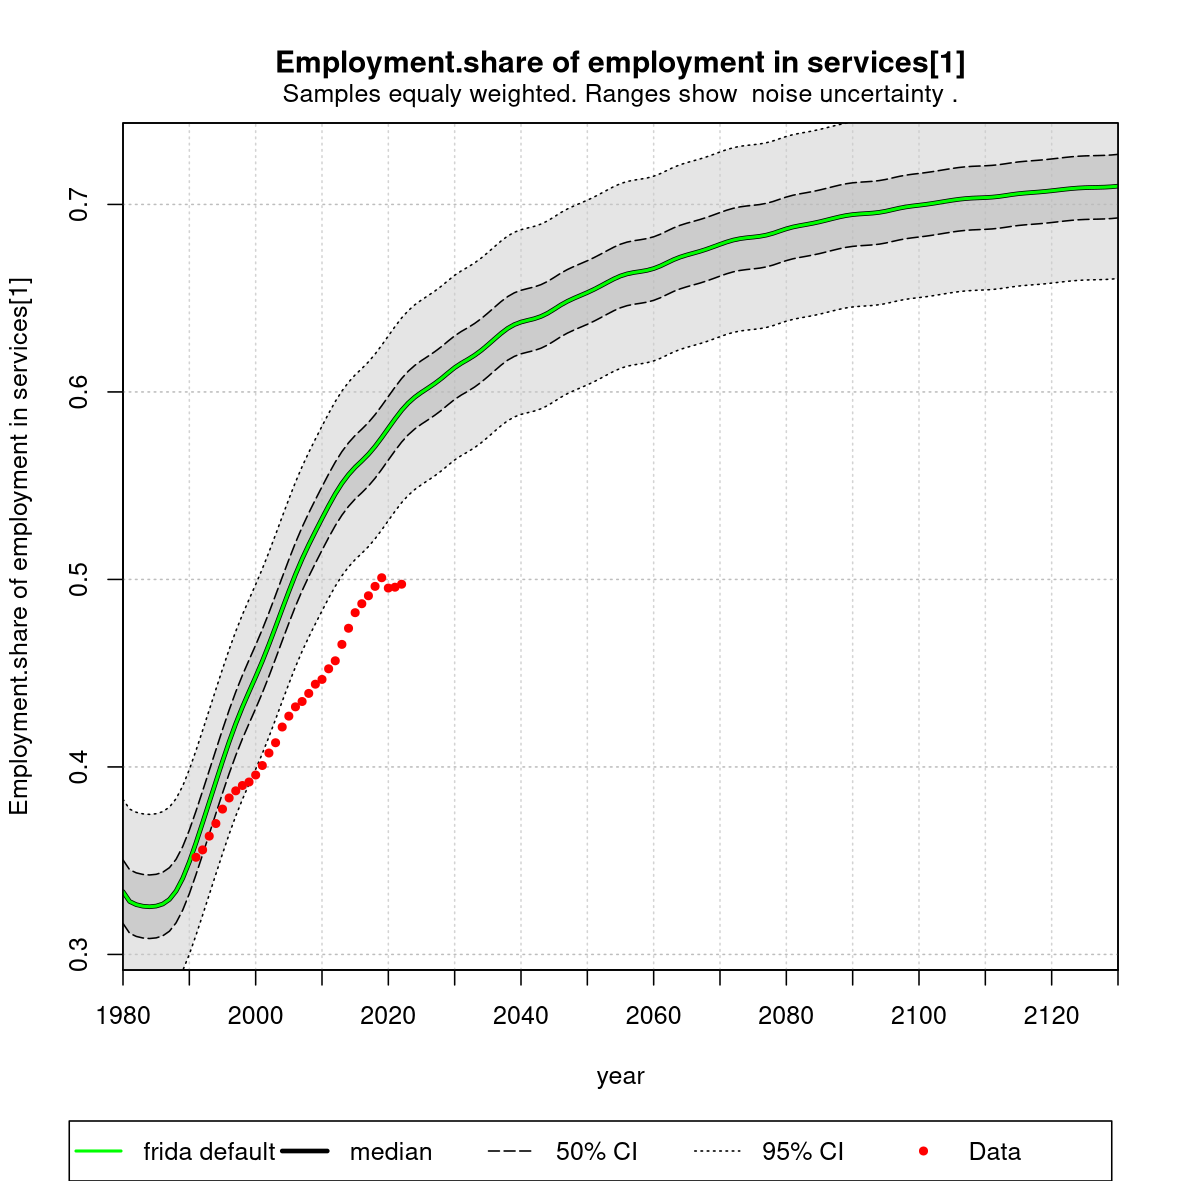 Employment.share of employment in services[1]
Samples equaly weighted. Ranges show  noise uncertainty .
Employment.share of employment in services[1]
0.7
0.6
0.5
0.4
0.3
1980 2000 2020 2040 2060 2080 2100 2120
year
frida default median 50% CI 95% CI Data